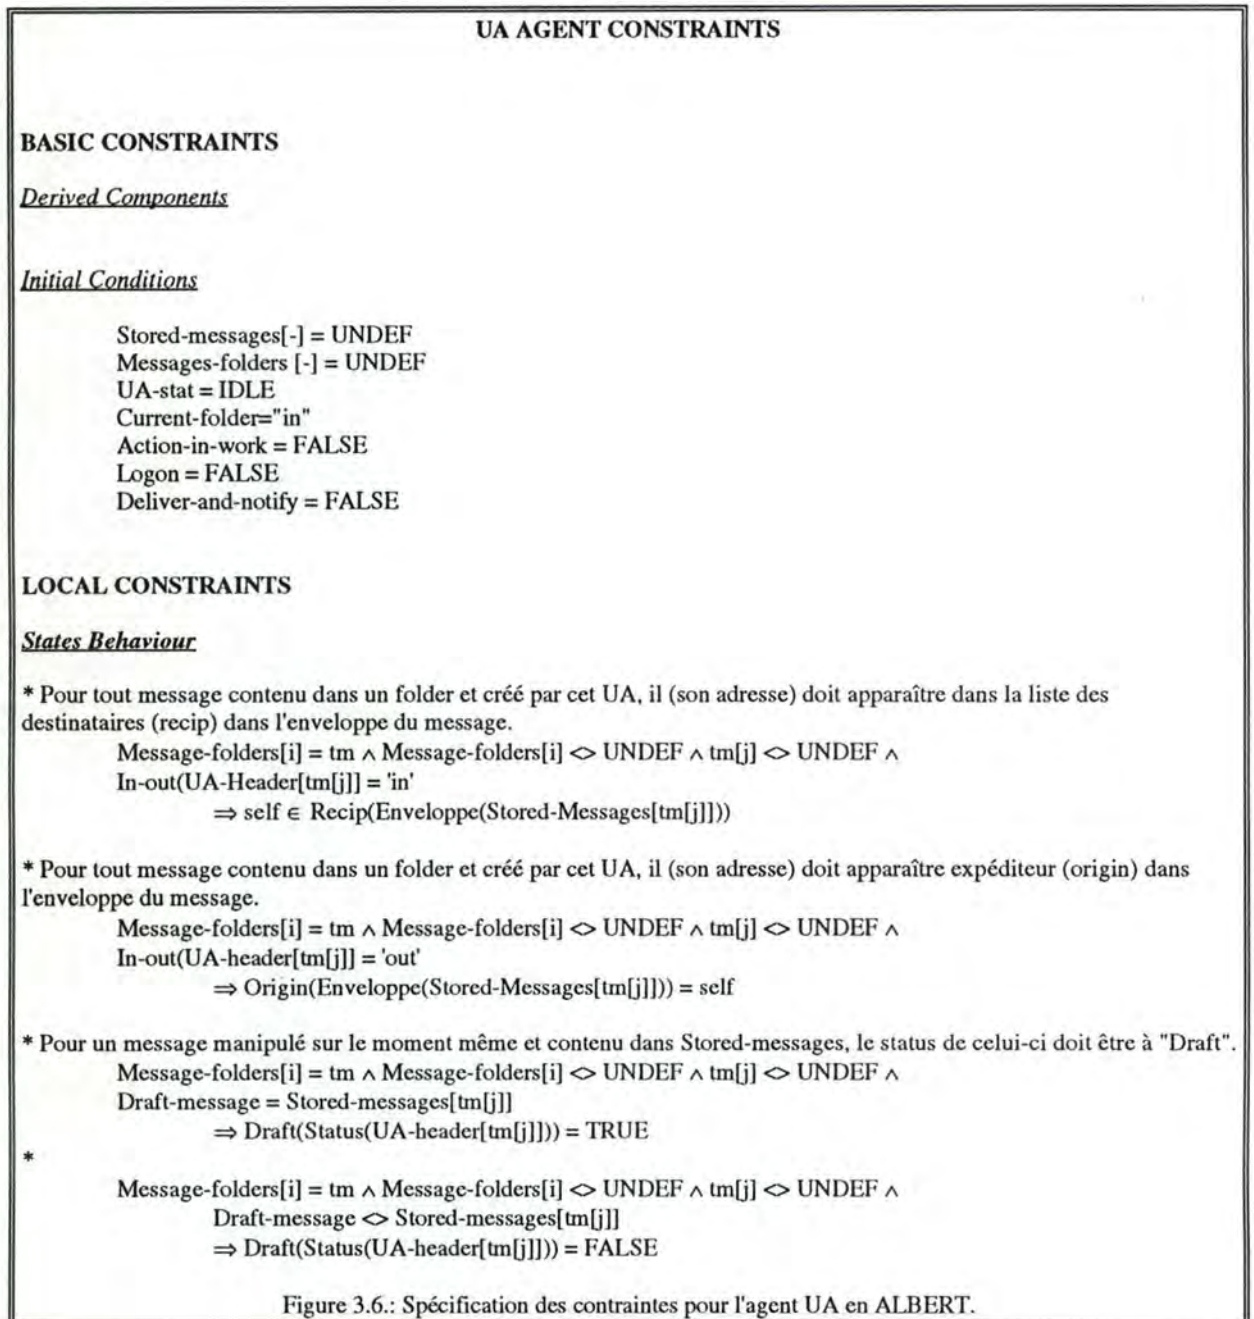 UA AGENT CONSTRAINTS
BASIC CONSTRAINTS
Derived Components
Initial Conditions
Stored-messages[-] = UNDEF
Messages-folders [-] = UNDEF
UA-stat = IDLE
Current-folder="in"
Action-in-work = FALSE
Logon = FALSE
Deliver-and-notify = FALSE
LOCAL CONSTRAINTS
States Behaviour
* Pour tout message contenu dans un folder et créé par cet UA, il (son adresse) doit apparaître dans la liste des
destinataires (recip) dans l'enveloppe du message.
Message-folders[i] = tm ∧ Message-folders[i] <> UNDEF ∧ tm[j] <> UNDEF ∧
In-out(UA-Header[tm[j]] = 'in'
⇒ self ∈ Recip(Enveloppe(Stored-Messages[tm[j]]))
* Pour tout message contenu dans un folder et créé par cet UA, il (son adresse) doit apparaître expéditeur (origin) dans
l'enveloppe du message.
Message-folders[i] = tm ∧ Message-folders[i] <> UNDEF ∧ tm[j] <> UNDEF ∧
In-out(UA-header[tm[j]] = 'out'
⇒ Origin(Enveloppe(Stored-Messages[tm[j]])) = self
* Pour un message manipulé sur le moment même et contenu dans Stored-messages, le status de celui-ci doit être à "Draft".
Message-folders[i] = tm ∧ Message-folders[i] <> UNDEF ∧ tm[j] <> UNDEF ∧
Draft-message = Stored-messages[tm[j]]
⇒ Draft(Status(UA-header[tm[j]])) = TRUE
*
Message-folders[i] = tm ∧ Message-folders[i] <> UNDEF ∧ tm[j] <> UNDEF ∧
Draft-message <> Stored-messages[tm[j]]
⇒ Draft(Status(UA-header[tm[j]])) = FALSE
Figure 3.6.: Spécification des contraintes pour l'agent UA en ALBERT.